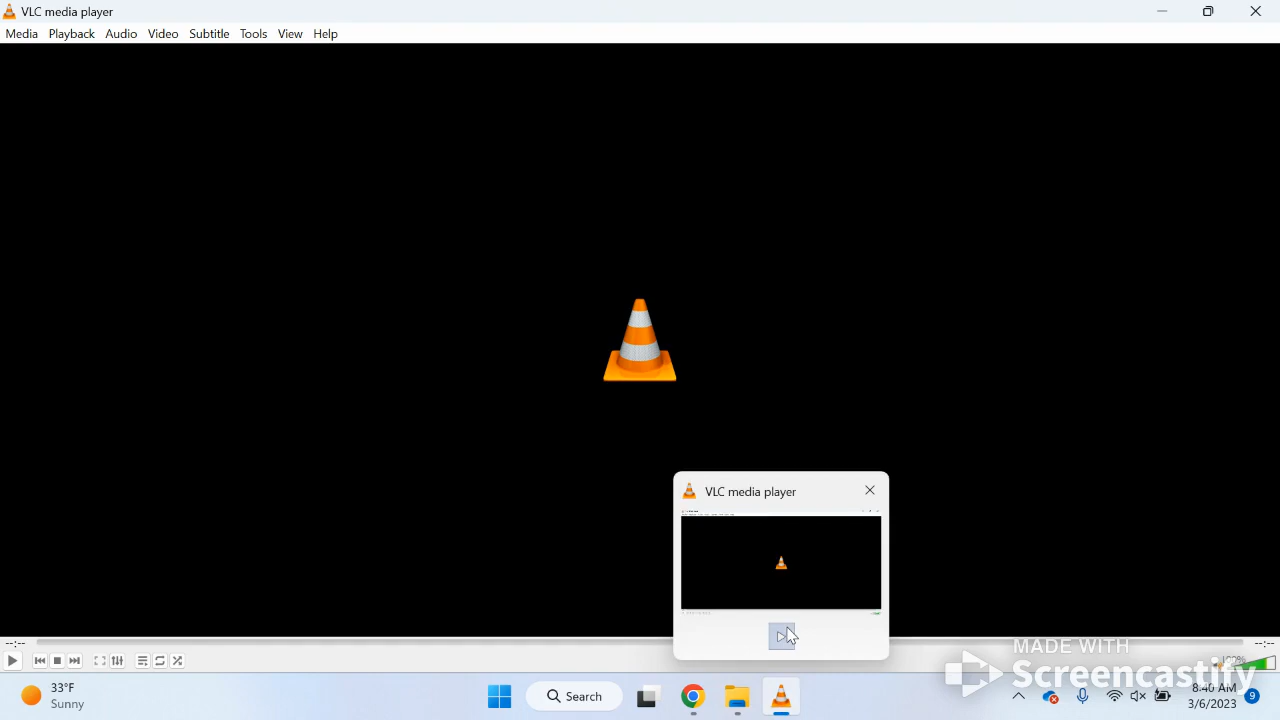 VLC media player
Media Playback Audio Video Subtitle Tools View Help
VLC media player
--:-- --:--
100%
MADE WITH
Screencastify
33°F
Sunny
Search
8:40 AM
3/6/2023
9